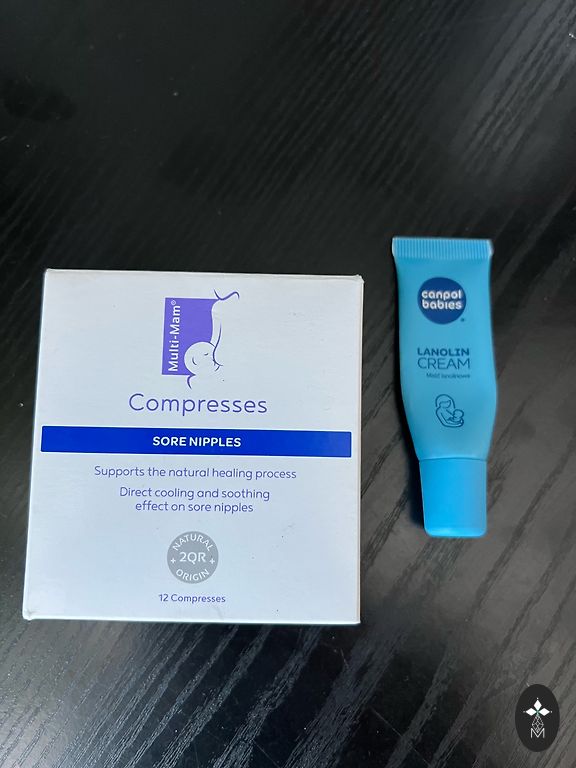 Multi-Mam®
Compresses
SORE NIPPLES
Supports the natural healing process
Direct cooling and soothing
effect on sore nipples
NATURAL
2QR
ORIGIN
12 Compresses
canpol
babies
LANOLIN
CREAM
Maść lanolinowa
M